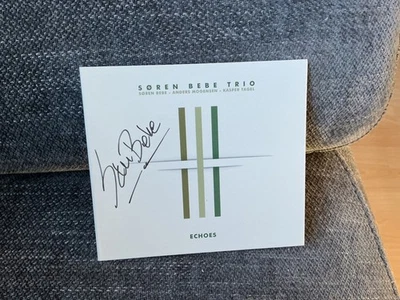 SØREN BEBE TRIO
SØREN BEBE · ANDERS MOGENSEN · KASPER TAGEL
Søren Bebe
ECHOES